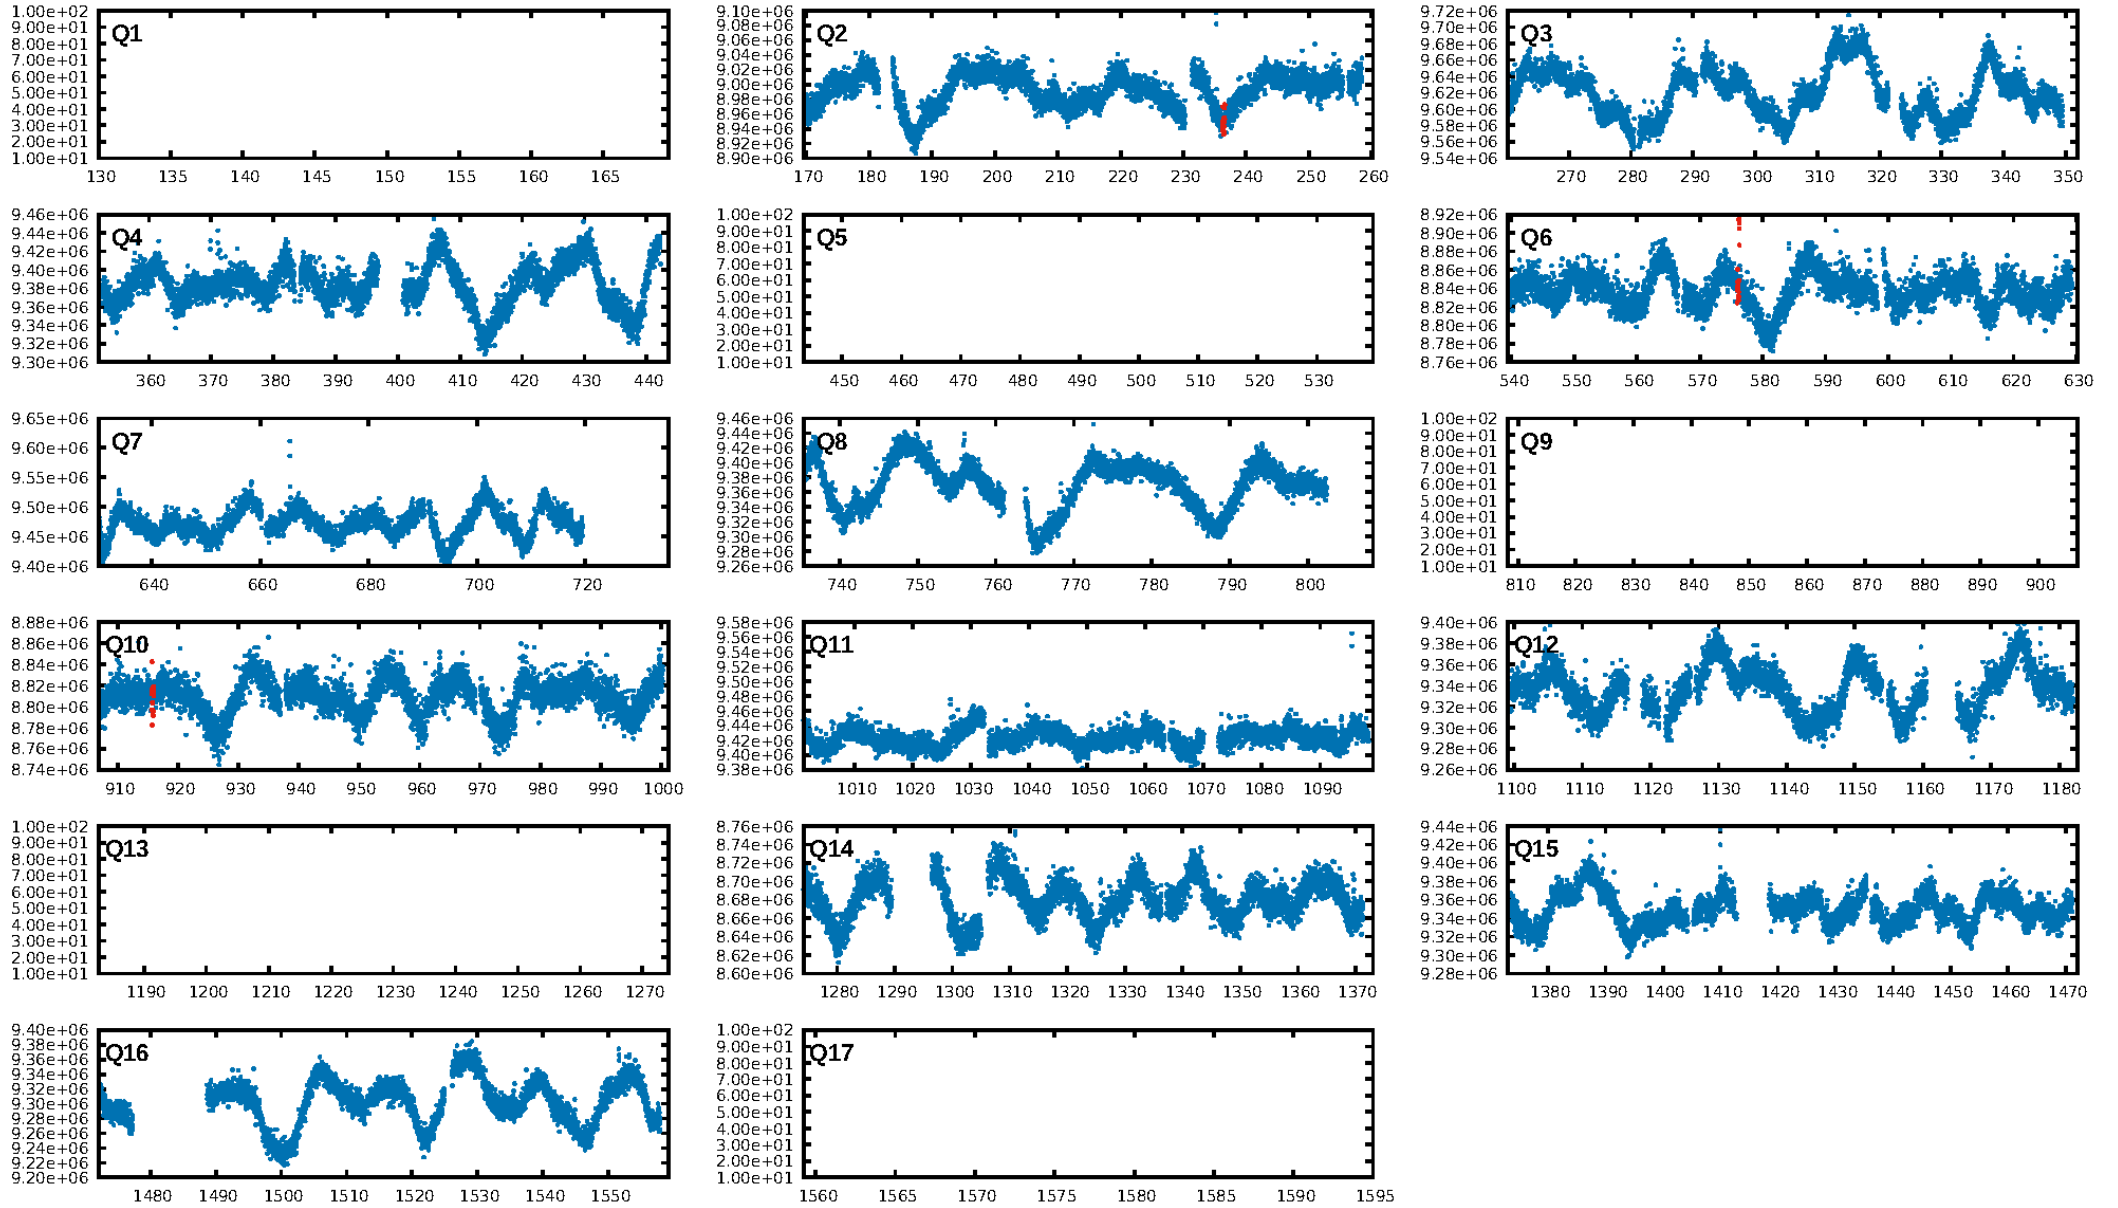 1.00e+02
9.00e+01
Q1
8.00e+01
7.00e+01
6.00e+01
5.00e+01
4.00e+01
3.00e+01
2.00e+01
1.00e+01
130 135 140 145 150 155 160 165
9.10e+06
9.08e+06
Q2
9.06e+06
9.04e+06
9.02e+06
9.00e+06
8.98e+06
8.96e+06
8.94e+06
8.92e+06
8.90e+06
170 180 190 200 210 220 230 240 250 260
9.72e+06
9.70e+06
Q3
9.68e+06
9.66e+06
9.64e+06
9.62e+06
9.60e+06
9.58e+06
9.56e+06
9.54e+06
270 280 290 300 310 320 330 340 350
9.46e+06
9.44e+06
Q4
9.42e+06
9.40e+06
9.38e+06
9.36e+06
9.34e+06
9.32e+06
9.30e+06
360 370 380 390 400 410 420 430 440
1.00e+02
9.00e+01
Q5
8.00e+01
7.00e+01
6.00e+01
5.00e+01
4.00e+01
3.00e+01
2.00e+01
1.00e+01
450 460 470 480 490 500 510 520 530
8.92e+06
8.90e+06
Q6
8.88e+06
8.86e+06
8.84e+06
8.82e+06
8.80e+06
8.78e+06
8.76e+06
540 550 560 570 580 590 600 610 620 630
9.65e+06
Q7
9.60e+06
9.55e+06
9.50e+06
9.45e+06
9.40e+06
640 660 680 700 720
9.46e+06
9.44e+06
Q8
9.42e+06
9.40e+06
9.38e+06
9.36e+06
9.34e+06
9.32e+06
9.30e+06
9.28e+06
9.26e+06
740 750 760 770 780 790 800
1.00e+02
9.00e+01
Q9
8.00e+01
7.00e+01
6.00e+01
5.00e+01
4.00e+01
3.00e+01
2.00e+01
1.00e+01
810 820 830 840 850 860 870 880 890 900
8.88e+06
8.86e+06
Q10
8.84e+06
8.82e+06
8.80e+06
8.78e+06
8.76e+06
8.74e+06
910 920 930 940 950 960 970 980 990 1000
9.58e+06
9.56e+06
Q11
9.54e+06
9.52e+06
9.50e+06
9.48e+06
9.46e+06
9.44e+06
9.42e+06
9.40e+06
9.38e+06
1010 1020 1030 1040 1050 1060 1070 1080 1090
9.40e+06
Q12
9.38e+06
9.36e+06
9.34e+06
9.32e+06
9.30e+06
9.28e+06
9.26e+06
1100 1110 1120 1130 1140 1150 1160 1170 1180
1.00e+02
9.00e+01
Q13
8.00e+01
7.00e+01
6.00e+01
5.00e+01
4.00e+01
3.00e+01
2.00e+01
1.00e+01
1190 1200 1210 1220 1230 1240 1250 1260 1270
8.76e+06
8.74e+06
Q14
8.72e+06
8.70e+06
8.68e+06
8.66e+06
8.64e+06
8.62e+06
8.60e+06
1280 1290 1300 1310 1320 1330 1340 1350 1360 1370
9.44e+06
9.42e+06
Q15
9.40e+06
9.38e+06
9.36e+06
9.34e+06
9.32e+06
9.30e+06
9.28e+06
1380 1390 1400 1410 1420 1430 1440 1450 1460 1470
9.40e+06
9.38e+06
Q16
9.36e+06
9.34e+06
9.32e+06
9.30e+06
9.28e+06
9.26e+06
9.24e+06
9.22e+06
9.20e+06
1480 1490 1500 1510 1520 1530 1540 1550
1.00e+02
9.00e+01
Q17
8.00e+01
7.00e+01
6.00e+01
5.00e+01
4.00e+01
3.00e+01
2.00e+01
1.00e+01
1560 1565 1570 1575 1580 1585 1590 1595